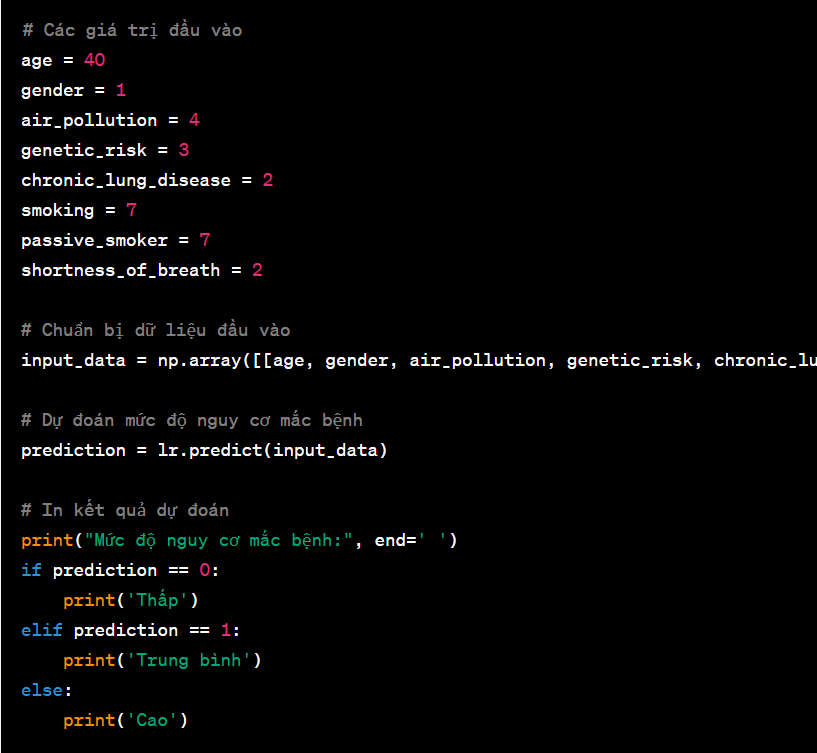 # Các giá trị đầu vào
age = 40
gender = 1
air_pollution = 4
genetic_risk = 3
chronic_lung_disease = 2
smoking = 7
passive_smoker = 7
shortness_of_breath = 2
# Chuẩn bị dữ liệu đầu vào
input_data = np.array([[age, gender, air_pollution, genetic_risk, chronic_lu
# Dự đoán mức độ nguy cơ mắc bệnh
prediction = lr.predict(input_data)
# In kết quả dự đoán
print("Mức độ nguy cơ mắc bệnh:", end=' ')
if prediction == 0:
    print('Thấp')
elif prediction == 1:
    print('Trung bình')
else:
    print('Cao')